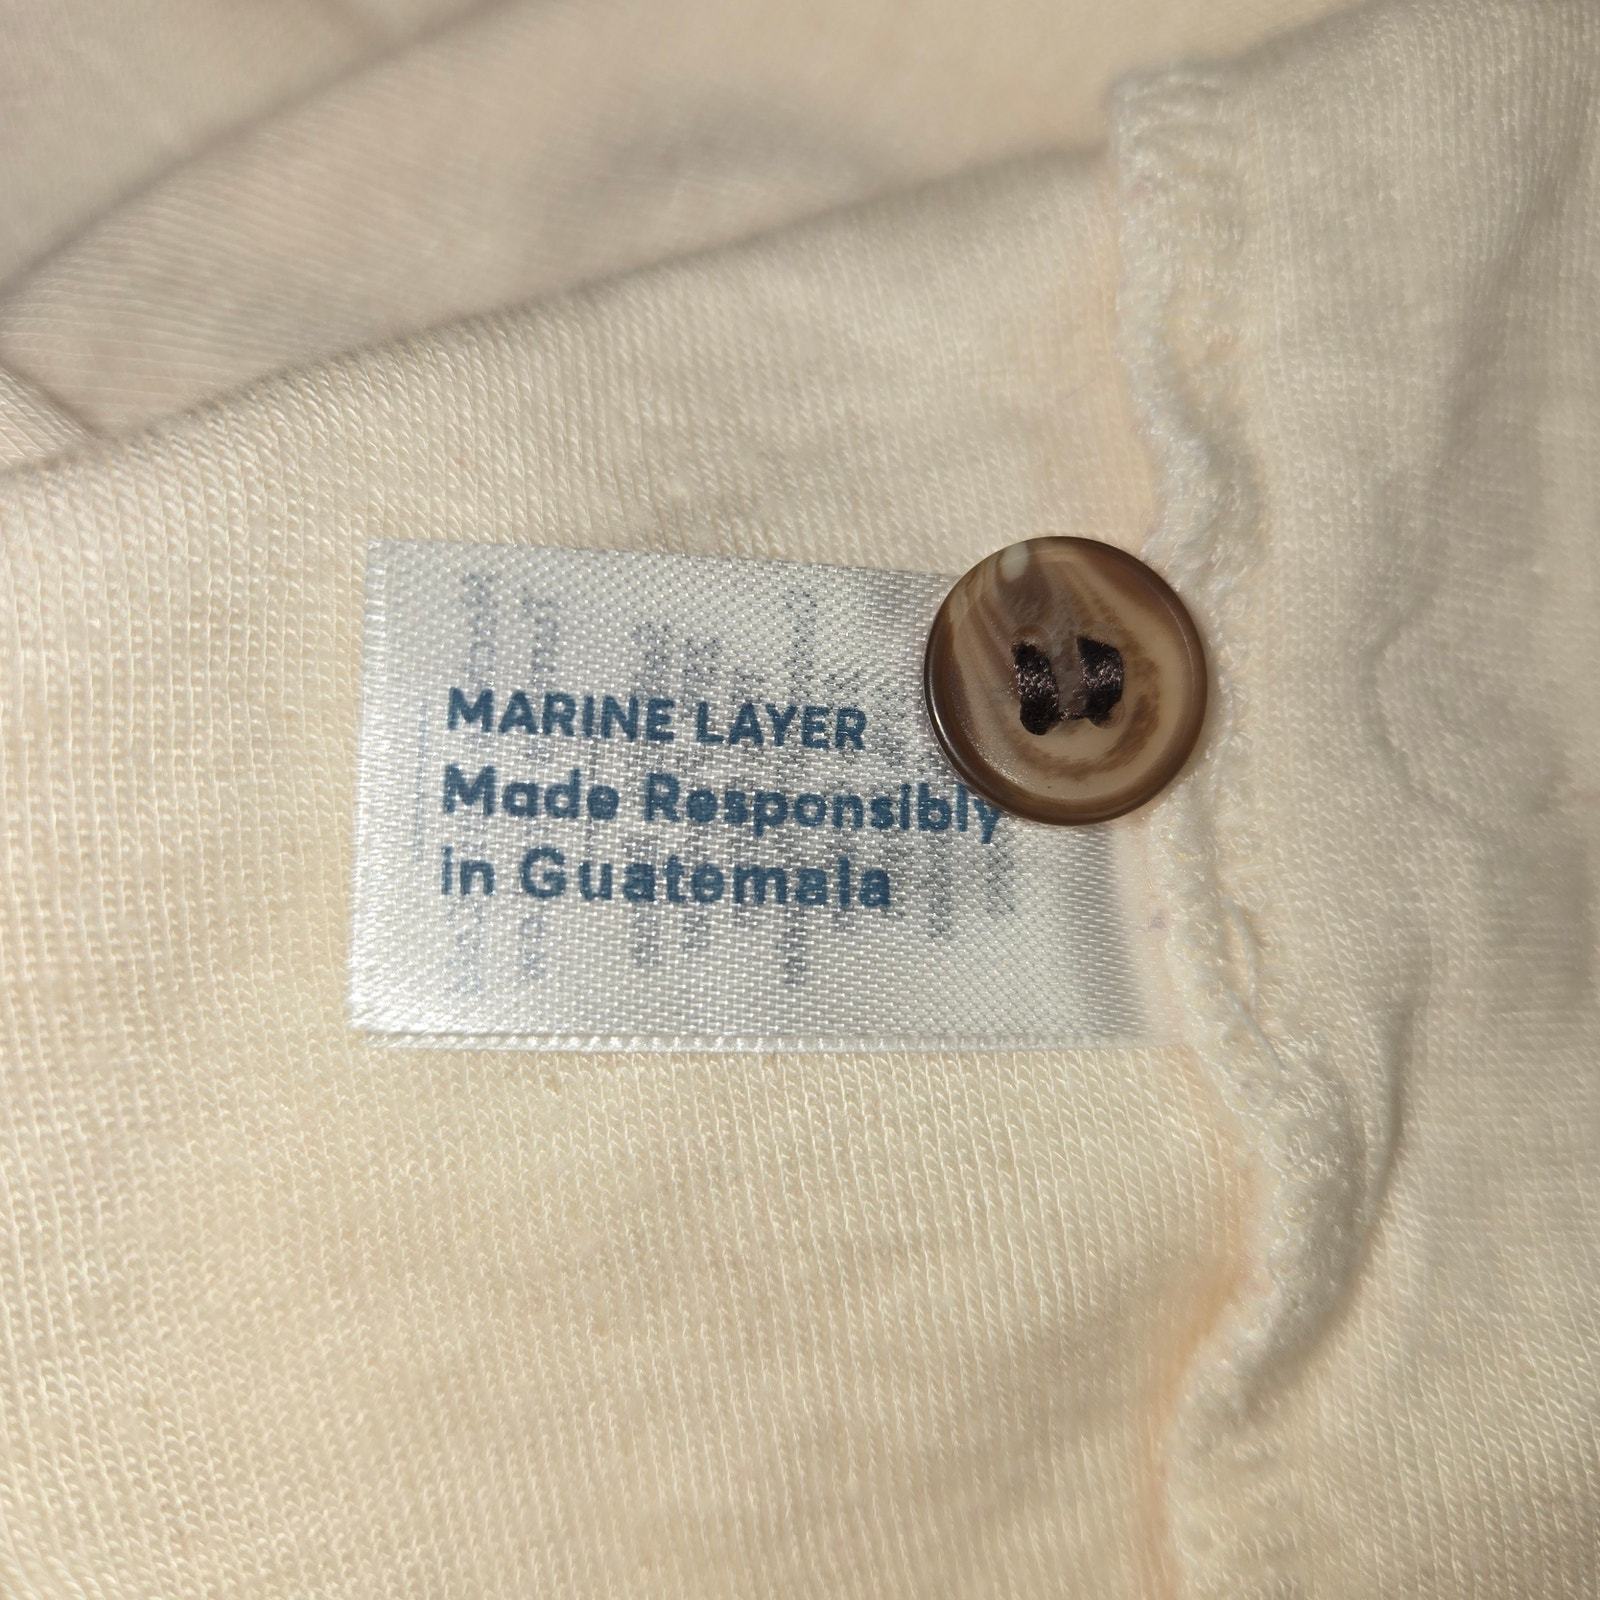 MARINE LAYER
Made Responsibly
in Guatemala